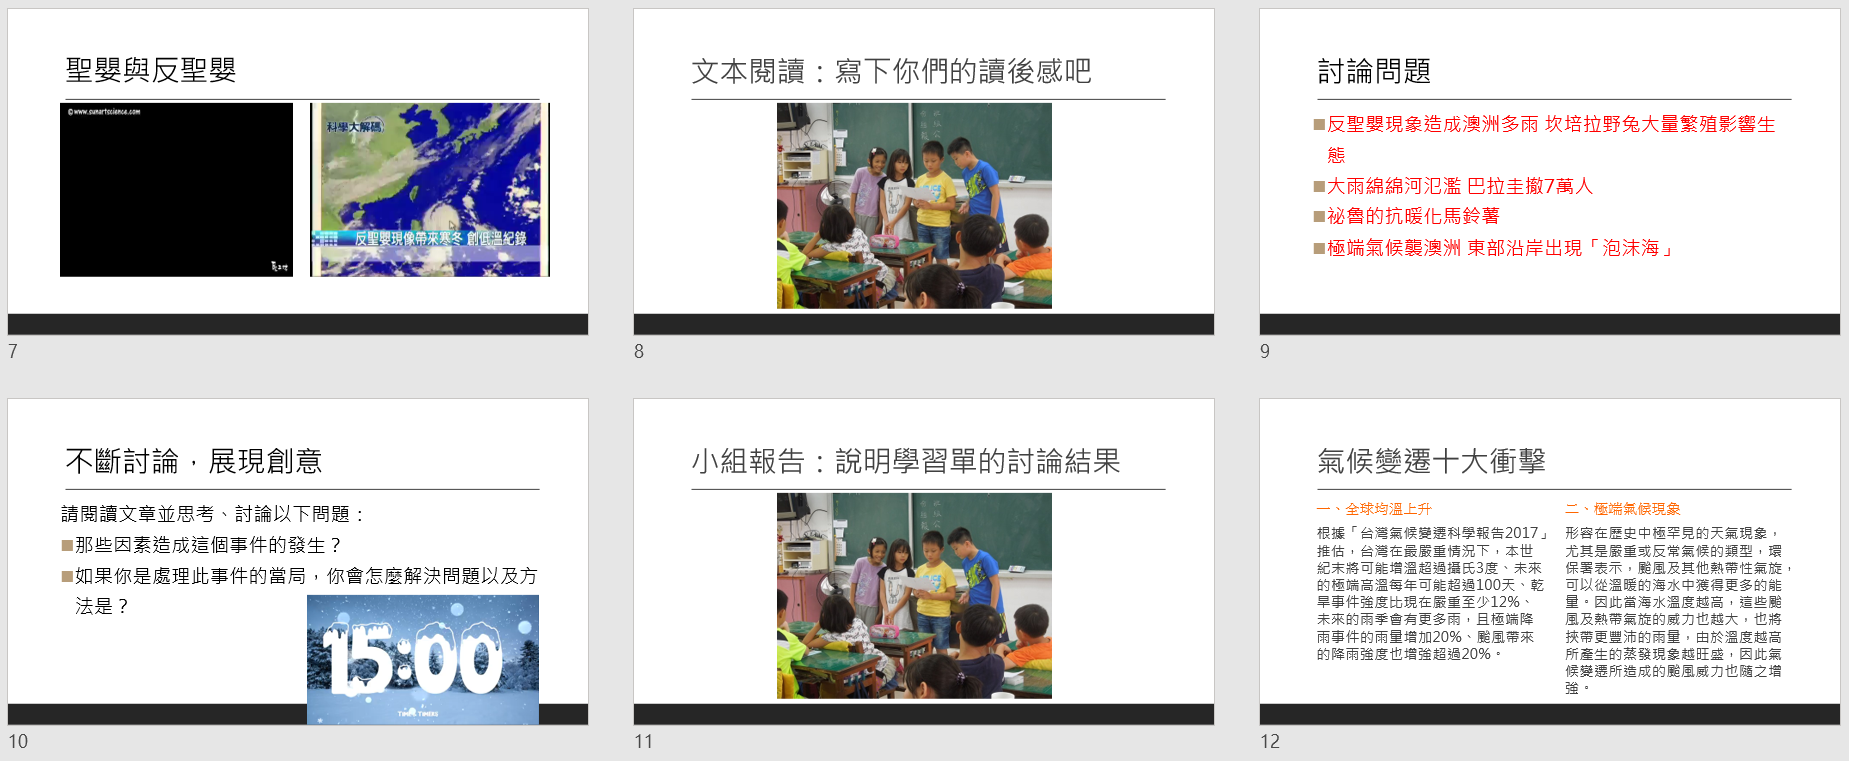 聖嬰與反聖嬰
©www.sunartscience.com
科學大解碼
反聖嬰現像帶來寒冬 創低溫紀錄
7
文本閱讀：寫下你們的讀後感吧
8
討論問題
■反聖嬰現象造成澳洲多雨 坎培拉野兔大量繁殖影響生
態
■大雨綿綿河氾濫 巴拉圭撤7萬人
■祕魯的抗暖化馬鈴薯
■極端氣候襲澳洲 東部沿岸出現「泡沫海」
9
不斷討論，展現創意
請閱讀文章並思考、討論以下問題：
■那些因素造成這個事件的發生？
■如果你是處理此事件的當局，你會怎麼解決問題以及方
法是？
15:00
10
小組報告：說明學習單的討論結果
11
氣候變遷十大衝擊
一、全球均溫上升
根據「台灣氣候變遷科學報告2017」
推估，台灣在最嚴重情況下，本世
紀末將可能增溫超過攝氏3度、未來
的極端高溫每年可能超過100天、乾
旱事件強度比現在嚴重至少12%、
未來的雨季會有更多雨，且極端降
雨事件的雨量增加20%、颱風帶來
的降雨強度也增強超過20%。
二、極端氣候現象
形容在歷史中極罕見的天氣現象，
尤其是嚴重或反常氣候的類型，環
保署表示，颱風及其他熱帶性氣旋，
可以從溫暖的海水中獲得更多的能
量。因此當海水溫度越高，這些颱
風及熱帶氣旋的威力也越大，也將
挾帶更豐沛的雨量，由於溫度越高
所產生的蒸發現象越旺盛，因此氣
候變遷所造成的颱風威力也隨之增
強。
12